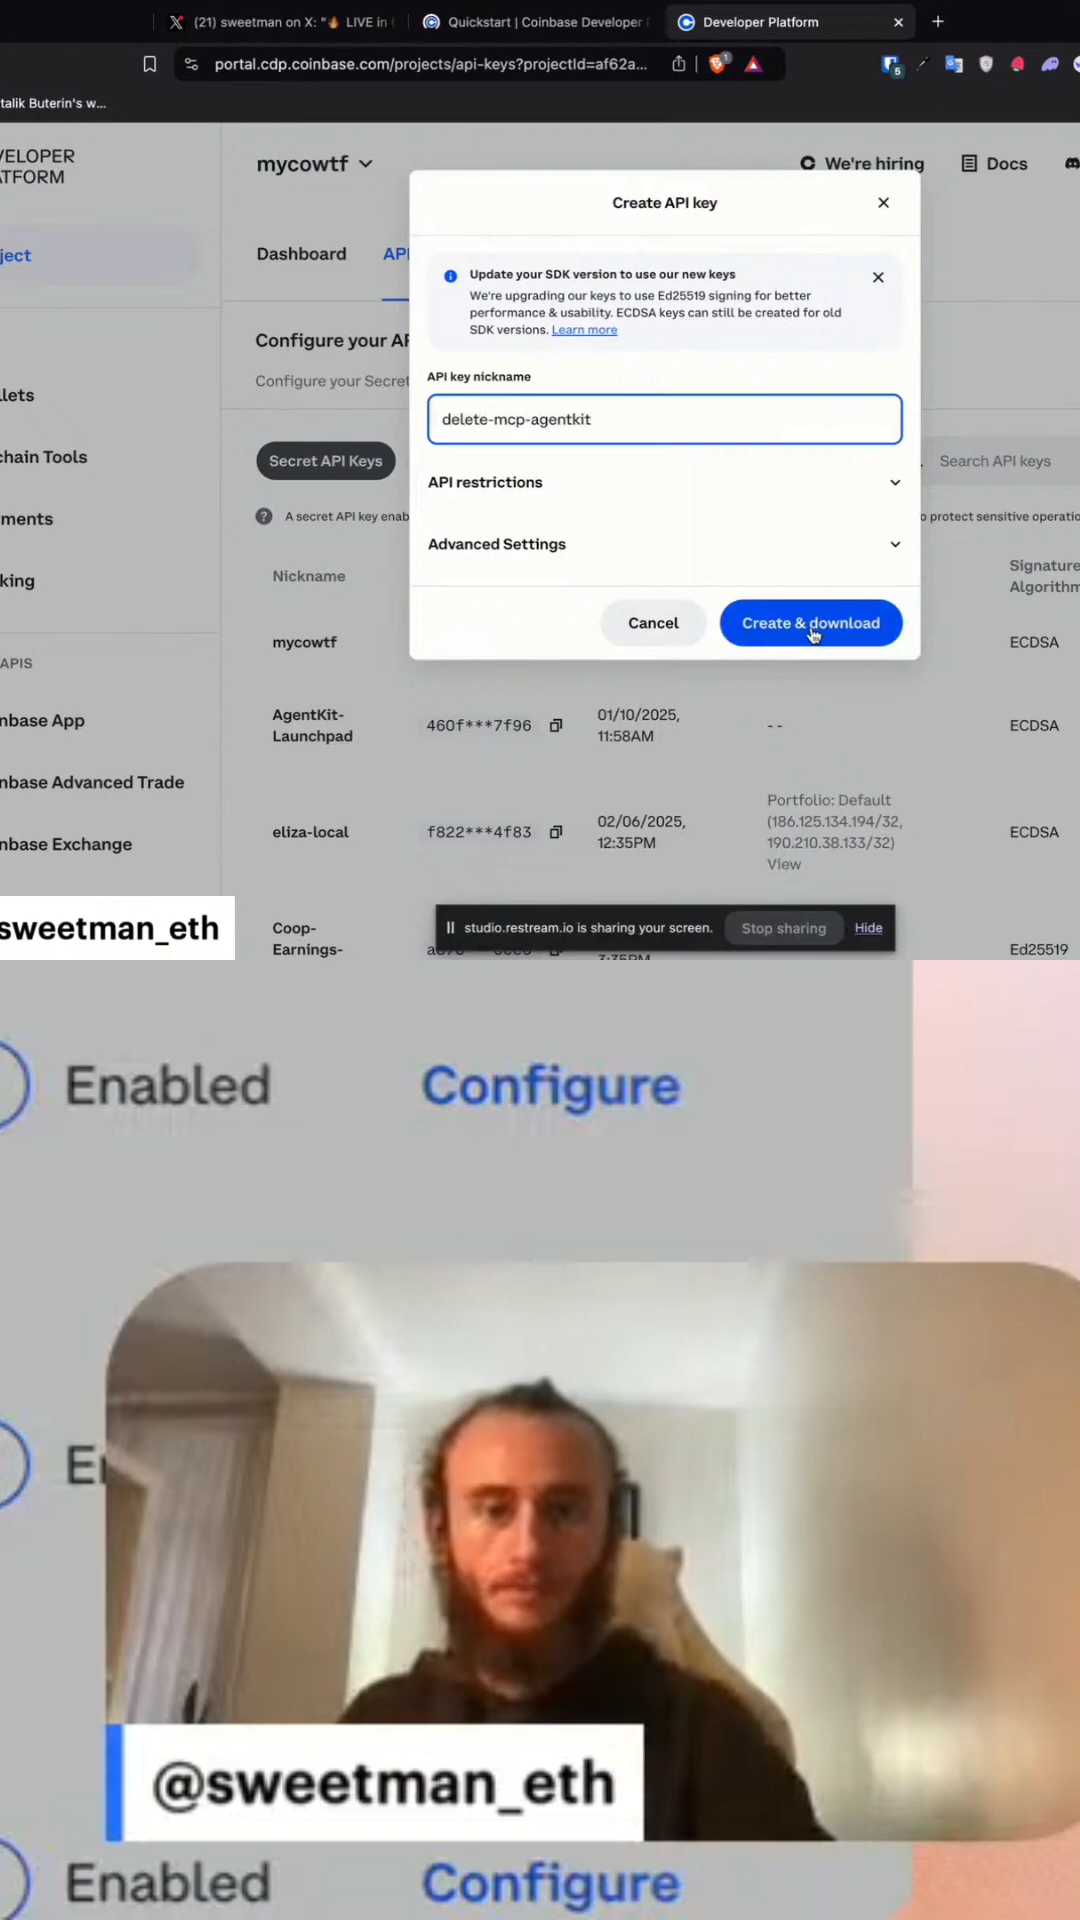 (21) sweetman on X: "🔥 LIVE in
Quickstart | Coinbase Developer
Developer Platform
portal.cdp.coinbase.com/projects/api-keys?projectId=af62a...
1
5
talik Buterin's w...
VELOPER
ATFORM
mycowtf
We're hiring
Docs
ject
Dashboard
API
Create API key
Update your SDK version to use our new keys
We're upgrading our keys to use Ed25519 signing for better
performance & usability. ECDSA keys can still be created for old
SDK versions. Learn more
Configure your AP
Configure your Secret
API key nickname
delete-mcp-agentkit
llets
chain Tools
Secret API Keys
Search API keys
API restrictions
A secret API key enab
o protect sensitive operatio
ments
Advanced Settings
king
Nickname
Signature
Algorithm
Cancel
Create & download
APIS
mycowtf
ECDSA
nbase App
AgentKit-
Launchpad
460f***7f96
01/10/2025,
11:58AM
--
ECDSA
nbase Advanced Trade
eliza-local
f822***4f83
02/06/2025,
12:35PM
Portfolio: Default
(186.125.134.194/32,
190.210.38.133/32)
View
ECDSA
nbase Exchange
sweetman_eth
Coop-
Earnings-
studio.restream.io is sharing your screen.
Stop sharing
Hide
Ed25519
Enabled
Configure
@sweetman_eth
Enabled
Configure